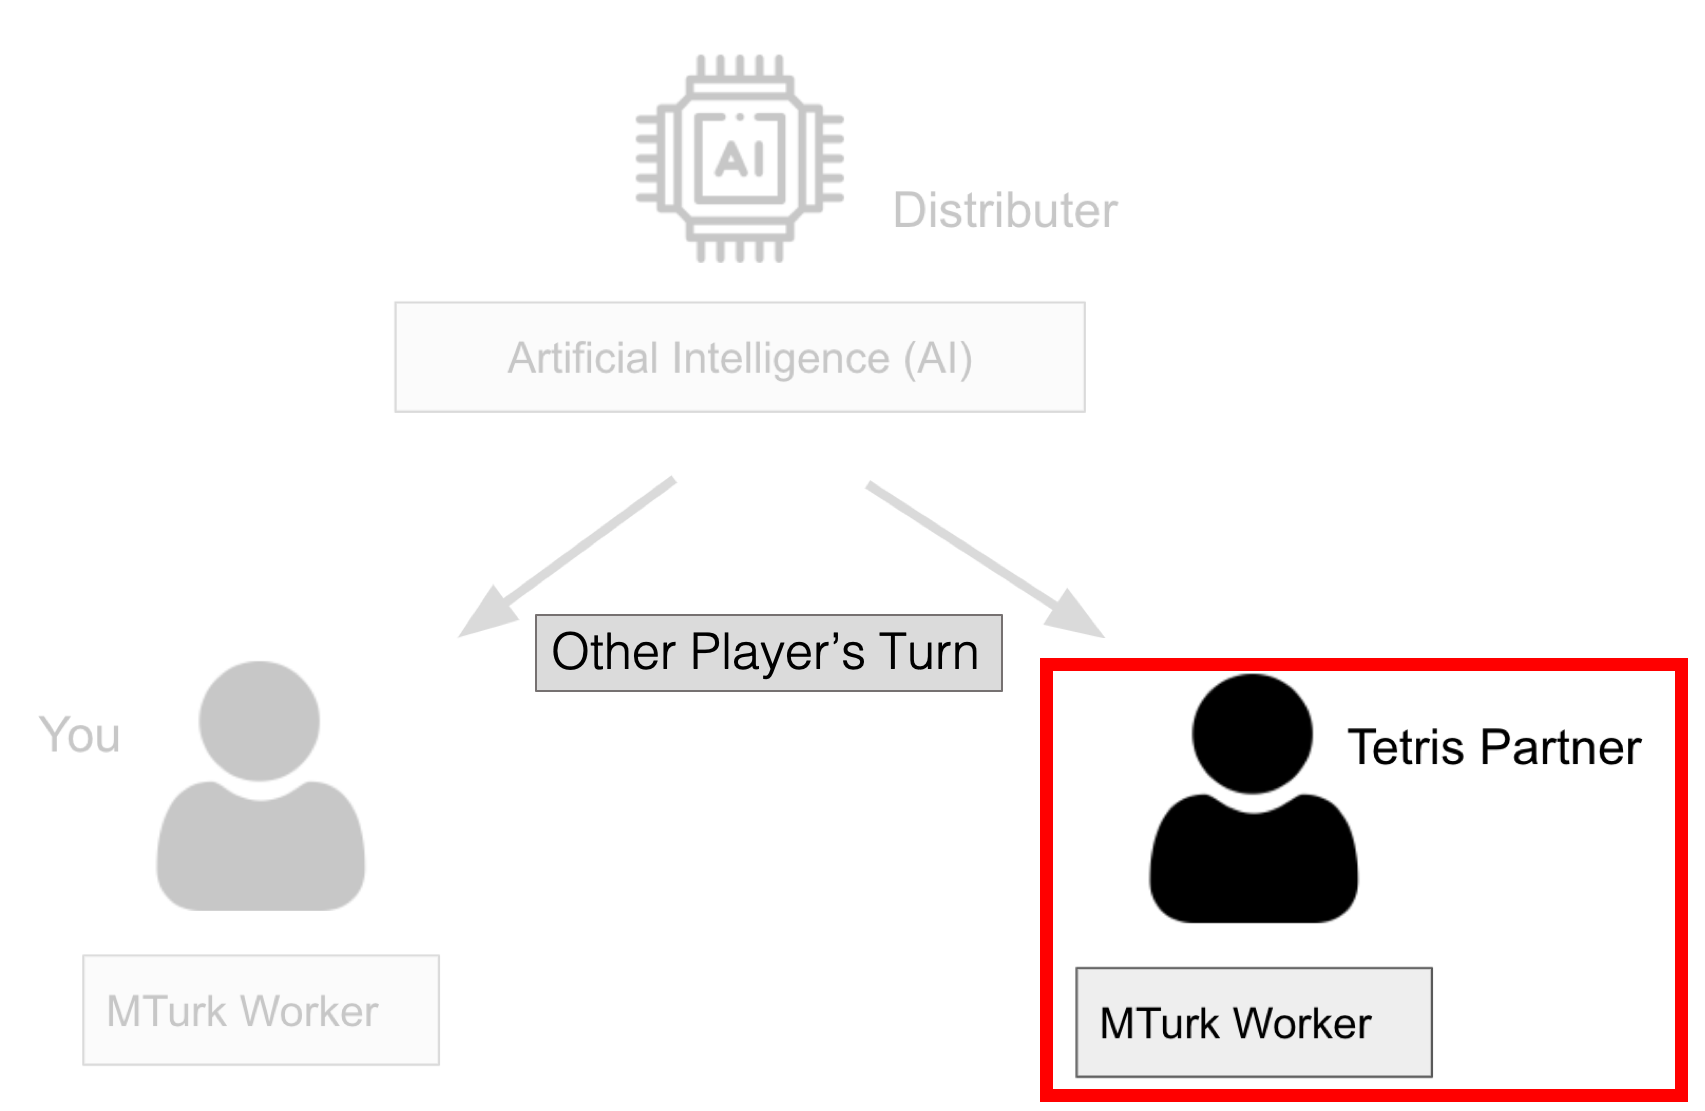 AI
Distributer
Artificial Intelligence (AI)
Other Player’s Turn
You
Tetris Partner
MTurk Worker
MTurk Worker